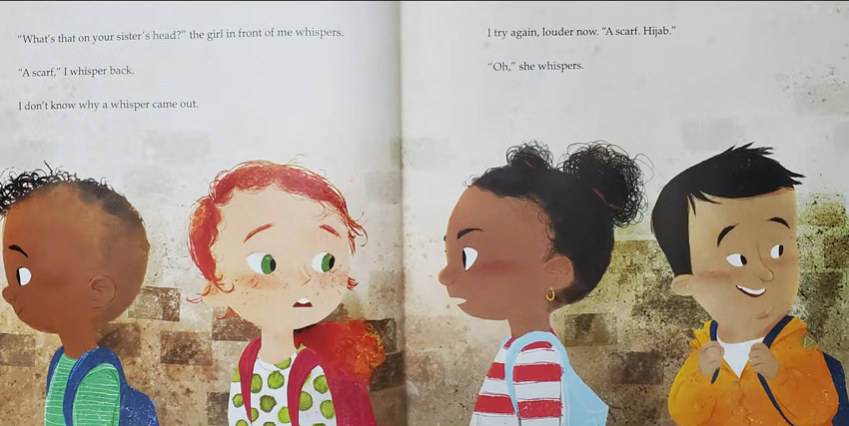 “What’s that on your sister’s head?” the girl in front of me whispers.
“A scarf,” I whisper back.
I don’t know why a whisper came out.
I try again, louder now. “A scarf. Hijab.”
“Oh,” she whispers.